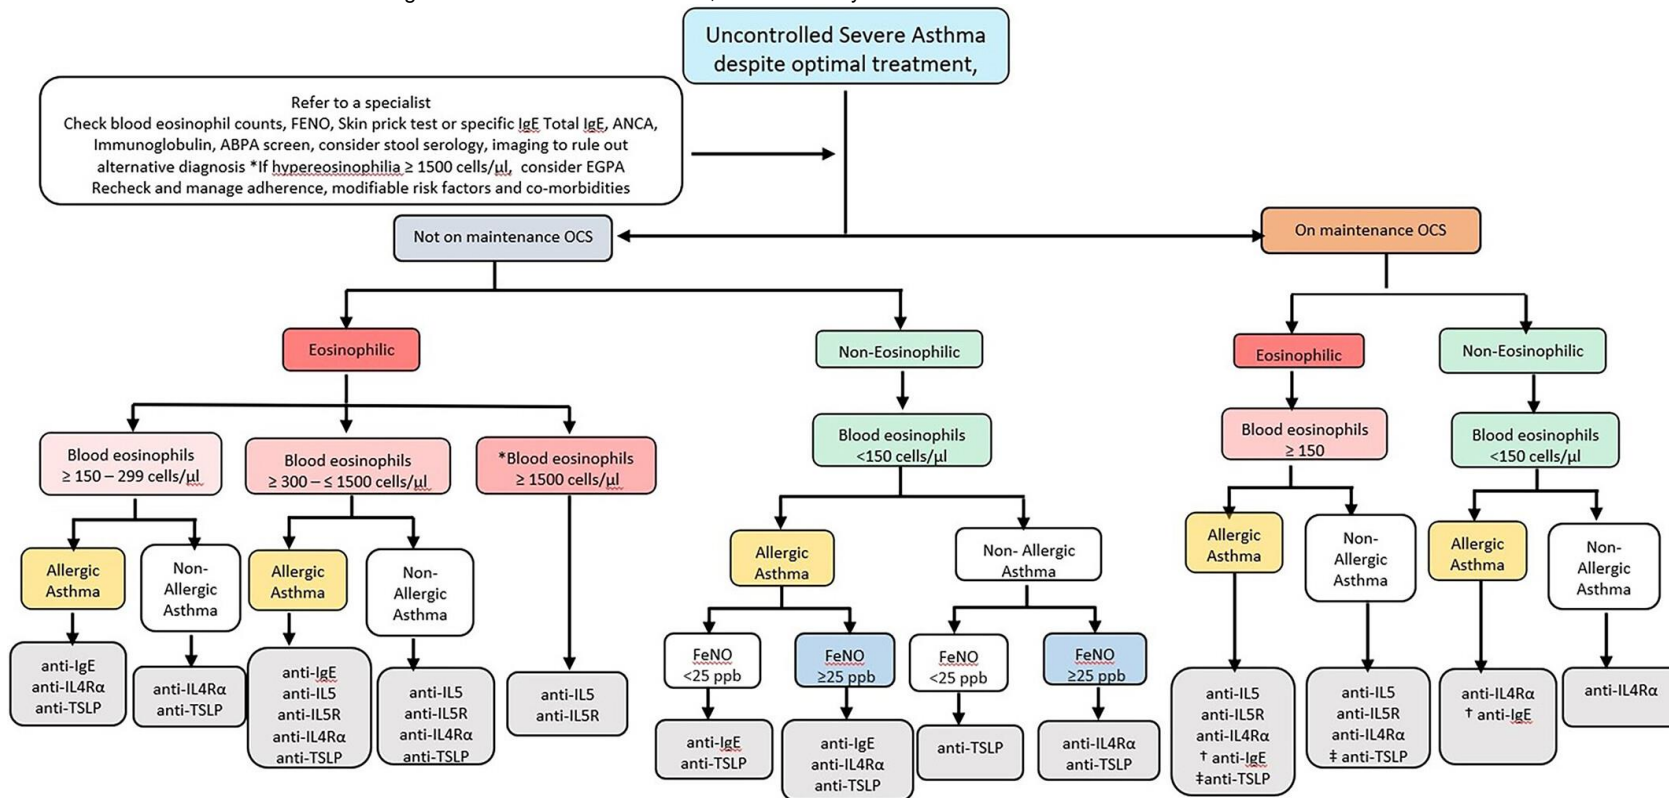 Uncontrolled Severe Asthma
despite optimal treatment,
Refer to a specialist
Check blood eosinophil counts, FENO, Skin prick test or specific IgE Total IgE, ANCA,
Immunoglobulin, ABPA screen, consider stool serology, imaging to rule out
alternative diagnosis *If hypereosinophilia ≥ 1500 cells/µl, consider EGPA
Recheck and manage adherence, modifiable risk factors and co-morbidities
Not on maintenance OCS
On maintenance OCS
Eosinophilic
Non-Eosinophilic
Eosinophilic
Non-Eosinophilic
Blood eosinophils
≥ 150 – 299 cells/µl
Blood eosinophils
≥ 300 – ≤ 1500 cells/µl
*Blood eosinophils
≥ 1500 cells/µl
Blood eosinophils
<150 cells/µl
Blood eosinophils
≥ 150
Blood eosinophils
<150 cells/µl
Allergic
Asthma
Non-
Allergic
Asthma
Allergic
Asthma
Non-
Allergic
Asthma
Allergic
Asthma
Non- Allergic
Asthma
Allergic
Asthma
Non-
Allergic
Asthma
Allergic
Asthma
Non-
Allergic
Asthma
FeNO
<25 ppb
FeNO
≥25 ppb
FeNO
<25 ppb
FeNO
≥25 ppb
anti-IgE
anti-IL4Rα
anti-TSLP
anti-IL4Rα
anti-TSLP
anti-IgE
anti-IL5
anti-IL5R
anti-IL4Rα
anti-TSLP
anti-IL5
anti-IL5R
anti-IL4Rα
anti-TSLP
anti-IL5
anti-IL5R
anti-IgE
anti-TSLP
anti-IgE
anti-IL4Rα
anti-TSLP
anti-TSLP
anti-IL4Rα
anti-TSLP
anti-IL5
anti-IL5R
anti-IL4Rα
† anti-IgE
‡anti-TSLP
anti-IL5
anti-IL5R
anti-IL4Rα
‡ anti-TSLP
anti-IL4Rα
† anti-IgE
anti-IL4Rα